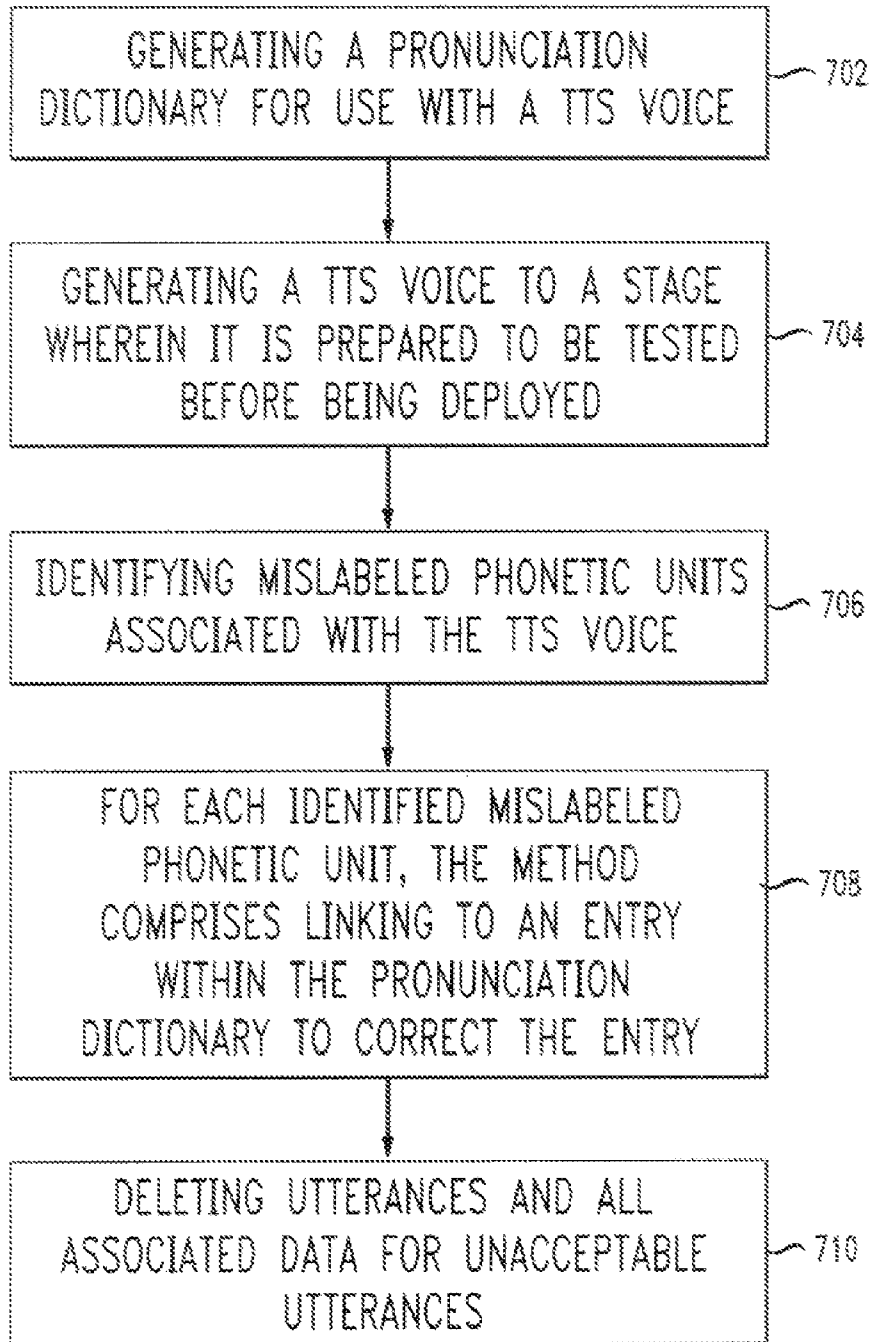 GENERATING A PRONUNCIATION
DICTIONARY FOR USE WITH A TTS VOICE
702
GENERATING A TTS VOICE TO A STAGE
WHEREIN IT IS PREPARED TO BE TESTED
BEFORE BEING DEPLOYED
704
IDENTIFYING MISLABELED PHONETIC UNITS
ASSOCIATED WITH THE TTS VOICE
706
FOR EACH IDENTIFIED MISLABELED
PHONETIC UNIT, THE METHOD
COMPRISES LINKING TO AN ENTRY
WITHIN THE PRONUNCIATION
DICTIONARY TO CORRECT THE ENTRY
708
DELETING UTTERANCES AND ALL
ASSOCIATED DATA FOR UNACCEPTABLE
UTTERANCES
710